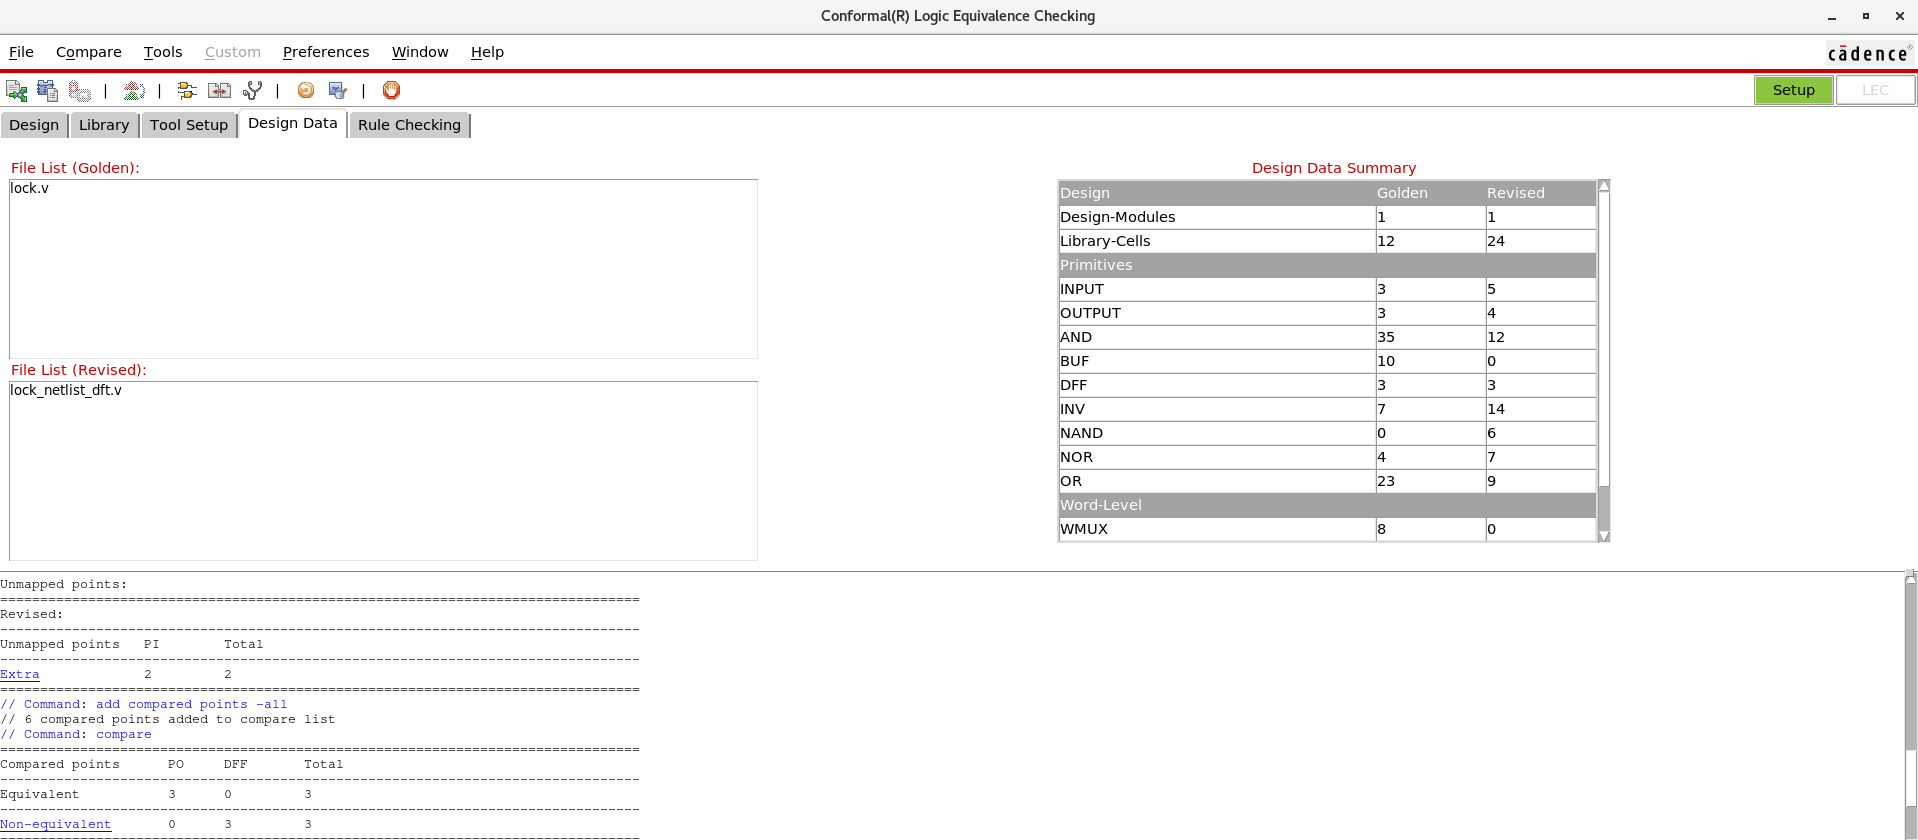 Conformal(R) Logic Equivalence Checking
File Compare Tools Custom Preferences Window Help
cādence®
Setup LEC
Design Library Tool Setup Design Data Rule Checking
File List (Golden):
lock.v
File List (Revised):
lock_netlist_dft.v
Design Data Summary
Design Golden Revised
Design-Modules 1 1
Library-Cells 12 24
Primitives
INPUT 3 5
OUTPUT 3 4
AND 35 12
BUF 10 0
DFF 3 3
INV 7 14
NAND 0 6
NOR 4 7
OR 23 9
Word-Level
WMUX 8 0
Unmapped points:
================================================================================
Revised:
--------------------------------------------------------------------------------
Unmapped points   PI        Total
--------------------------------------------------------------------------------
Extra             2         2
================================================================================
// Command: add compared points -all
// 6 compared points added to compare list
// Command: compare
================================================================================
Compared points      PO     DFF       Total
--------------------------------------------------------------------------------
Equivalent           3      0         3
--------------------------------------------------------------------------------
Non-equivalent       0      3         3
================================================================================